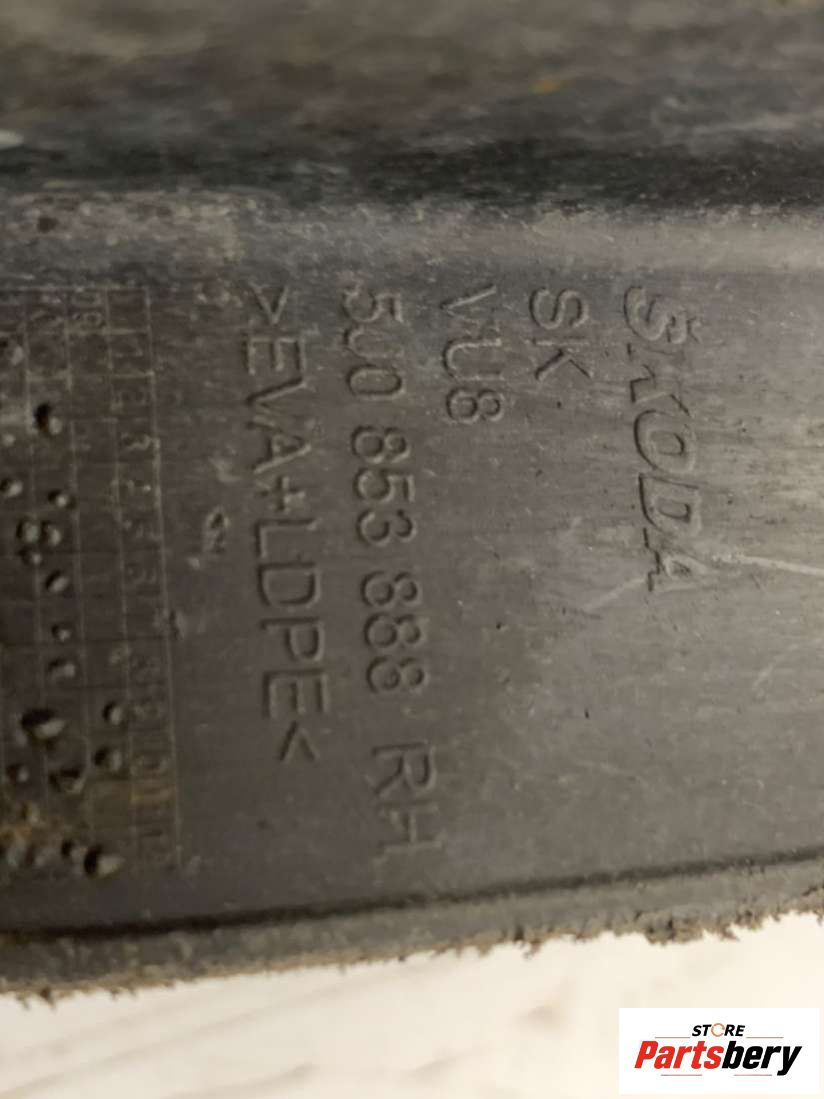 ŠKODA
SK
VU8
5J0 853 888 RH
>EVA+LDPE<
STORE
Partsbery